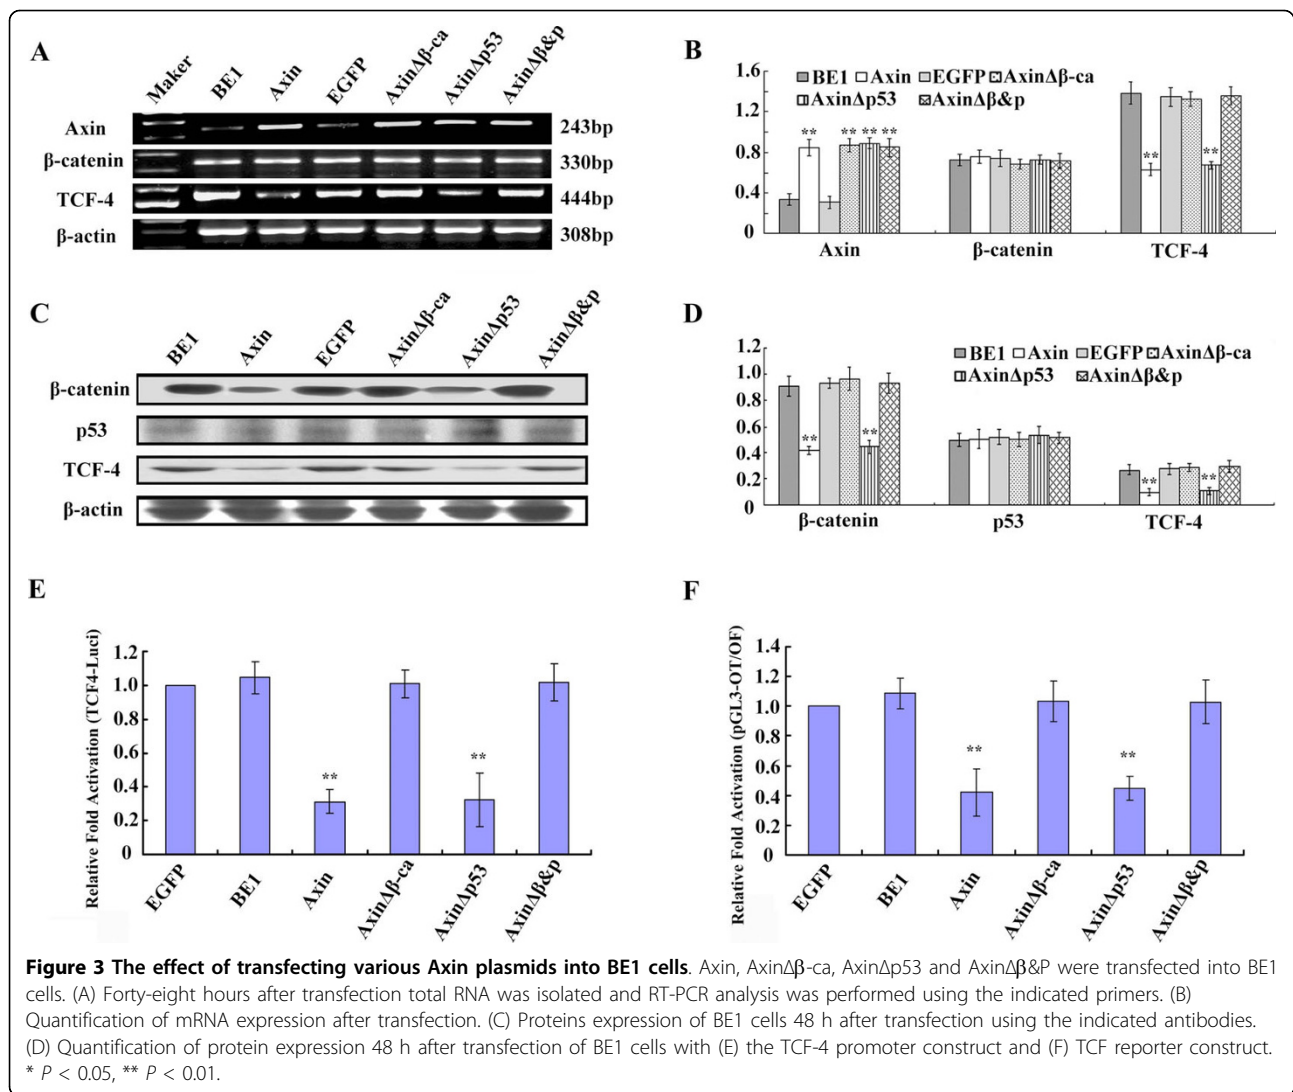 A
Maker BE1 Axin EGFP AxinΔβ-ca AxinΔp53 AxinΔβ&p
Axin 243bp
β-catenin 330bp
TCF-4 444bp
β-actin 308bp
B
BE1 Axin EGFP AxinΔβ-ca
AxinΔp53 AxinΔβ&p
1.6
1.2
0.8
0.4
0
** ** ** ** ** **
Axin β-catenin TCF-4
C
BE1 Axin EGFP AxinΔβ-ca AxinΔp53 AxinΔβ&p
β-catenin
p53
TCF-4
β-actin
D
BE1 Axin EGFP AxinΔβ-ca
AxinΔp53 AxinΔβ&p
1.2
1.0
0.8
0.6
0.4
0.2
0
** ** ** **
β-catenin p53 TCF-4
E
Relative Fold Activation (TCF4-Luci)
1.2
1.0
0.8
0.6
0.4
0.2
0
** **
EGFP BE1 Axin AxinΔβ-ca AxinΔp53 AxinΔβ&p
F
Relative Fold Activation (pGL3-OT/OF)
1.4
1.2
1.0
0.8
0.6
0.4
0.2
0
** **
EGFP BE1 Axin AxinΔβ-ca AxinΔp53 AxinΔβ&p
Figure 3 The effect of transfecting various Axin plasmids into BE1 cells. Axin, AxinΔβ-ca, AxinΔp53 and AxinΔβ&P were transfected into BE1
cells. (A) Forty-eight hours after transfection total RNA was isolated and RT-PCR analysis was performed using the indicated primers. (B)
Quantification of mRNA expression after transfection. (C) Proteins expression of BE1 cells 48 h after transfection using the indicated antibodies.
(D) Quantification of protein expression 48 h after transfection of BE1 cells with (E) the TCF-4 promoter construct and (F) TCF reporter construct.
* P < 0.05, ** P < 0.01.